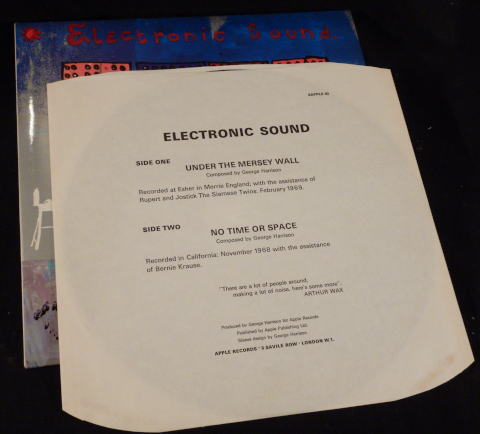 Electronic Sound
SAPPLE 02
ELECTRONIC SOUND
SIDE ONE
UNDER THE MERSEY WALL
Composed by George Harrison
Recorded at Esher in Merrie England; with the assistance of
Rupert and Jostick The Siamese Twins. February 1969.
SIDE TWO
NO TIME OR SPACE
Composed by George Harrison
Recorded in California: November 1968 with the assistance
of Bernie Krause.
"There are a lot of people around,
making a lot of noise, here's some more".
ARTHUR WAX
Produced by George Harrison for Apple Records
Published by Apple Publishing Ltd.
Sleeve design by George Harrison
APPLE RECORDS · 3 SAVILE ROW · LONDON W.1.